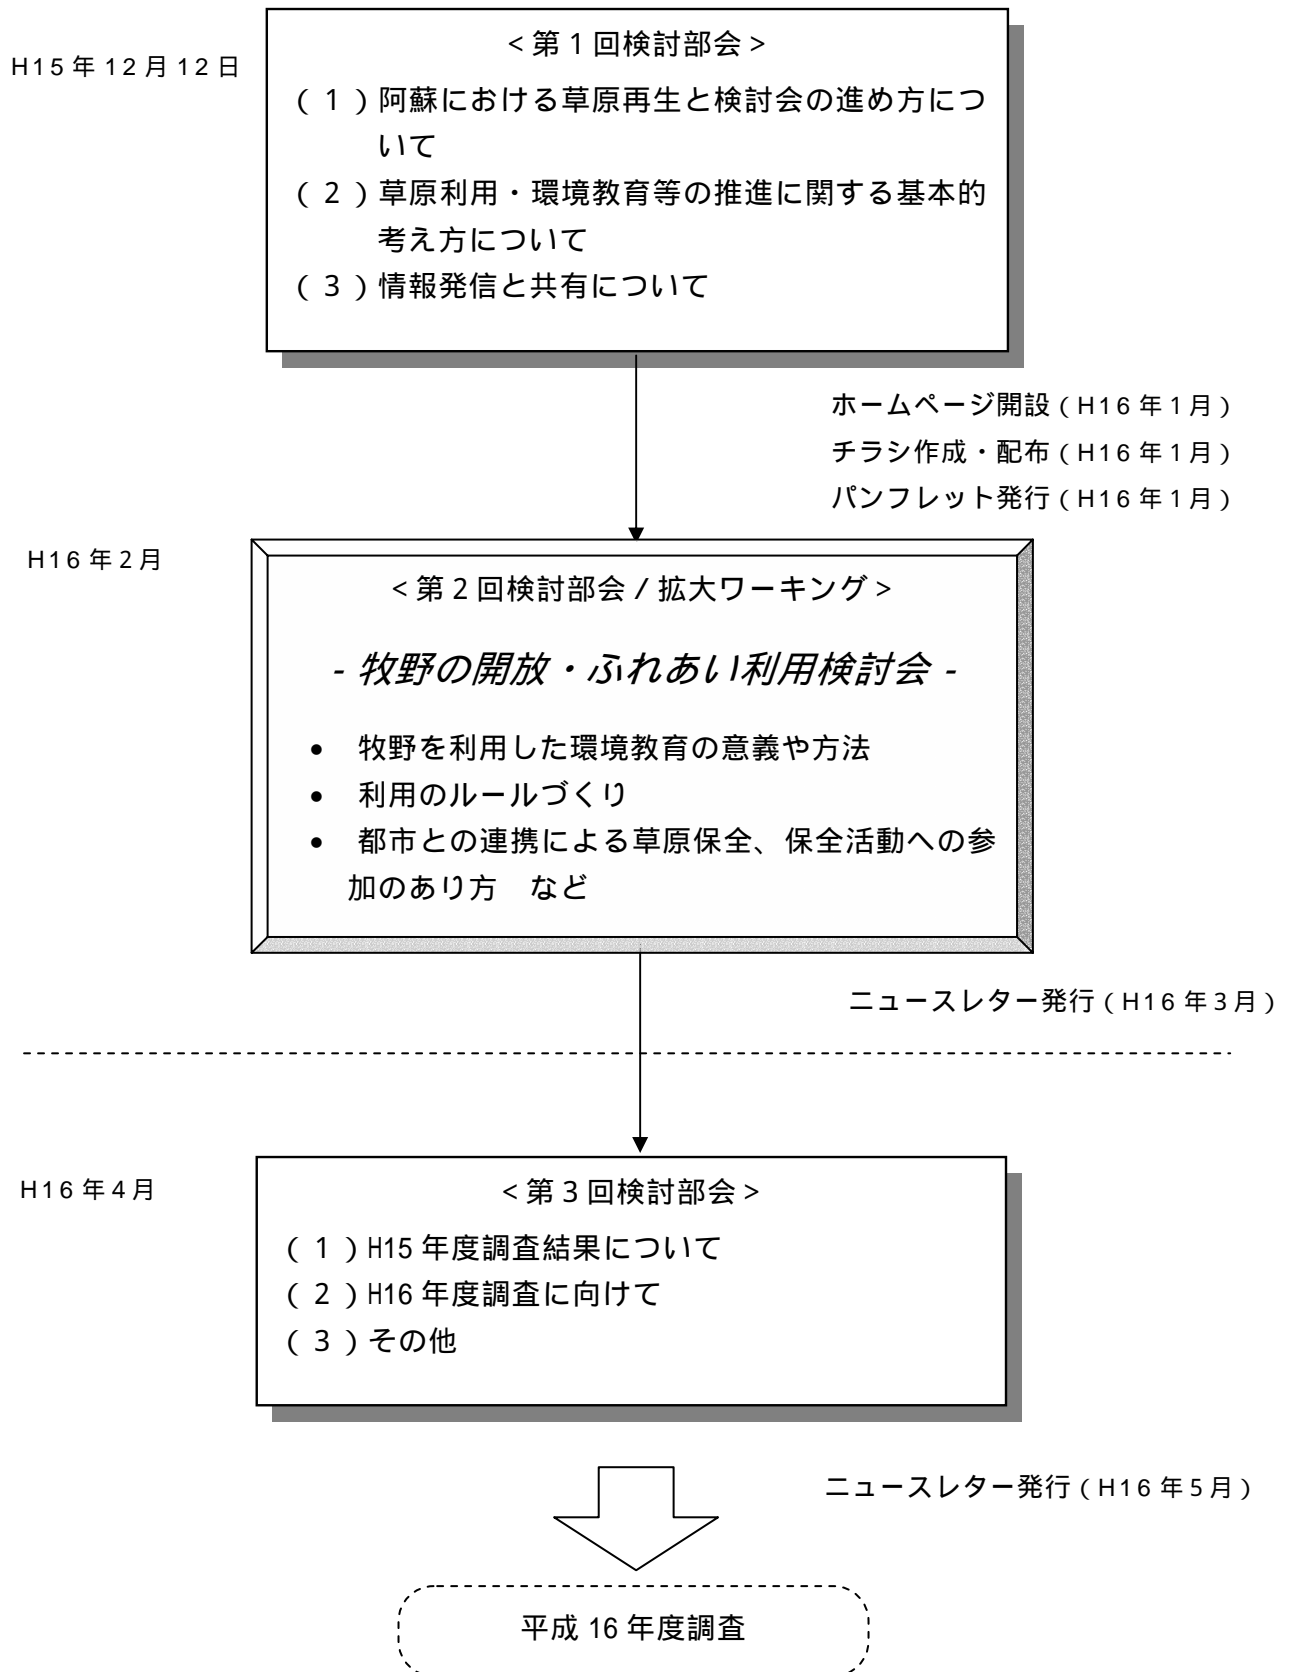 H15年12月12日
<第1回検討部会>
(1)阿蘇における草原再生と検討会の進め方につ
いて
(2)草原利用・環境教育等の推進に関する基本的
考え方について
(3)情報発信と共有について
ホームページ開設(H16年1月)
チラシ作成・配布(H16年1月)
パンフレット発行(H16年1月)
H16年2月
<第2回検討部会/拡大ワーキング>
- 牧野の開放・ふれあい利用検討会 -
• 牧野を利用した環境教育の意義や方法
• 利用のルールづくり
• 都市との連携による草原保全、保全活動への参
加のあり方 など
ニュースレター発行(H16年3月)
H16年4月
<第3回検討部会>
(1)H15年度調査結果について
(2)H16年度調査に向けて
(3)その他
ニュースレター発行(H16年5月)
平成16年度調査